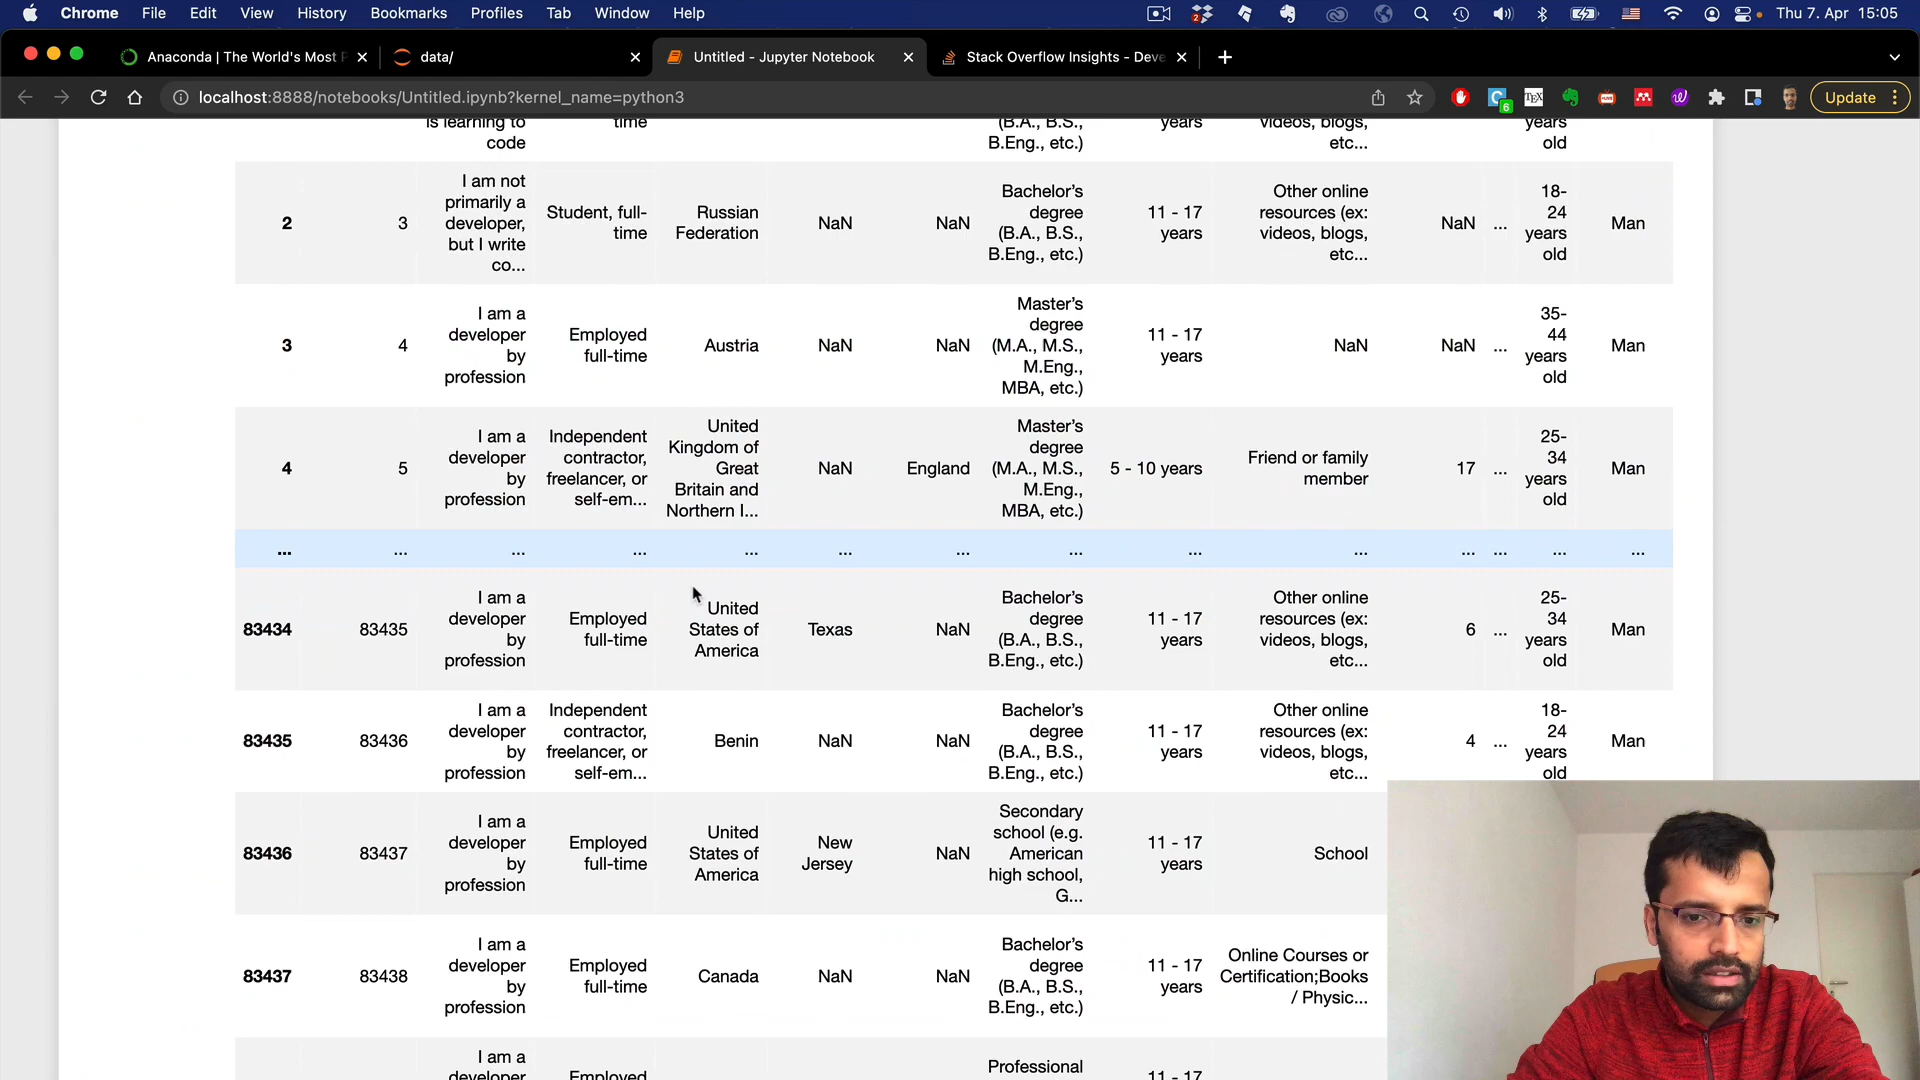 Chrome File Edit View History Bookmarks Profiles Tab Window Help Thu 7. Apr 15:05
Anaconda | The World's Most P data/ Untitled - Jupyter Notebook Stack Overflow Insights - Deve
localhost:8888/notebooks/Untitled.ipynb?kernel_name=python3 Update
is learning to
code
time
(B.A., B.S.,
B.Eng., etc.)
years
videos, blogs,
etc...
years
old
2
3
I am not
primarily a
developer,
but I write
co...
Student, full-
time
Russian
Federation
NaN
NaN
Bachelor’s
degree
(B.A., B.S.,
B.Eng., etc.)
11 - 17
years
Other online
resources (ex:
videos, blogs,
etc...
NaN
...
18-
24
years
old
Man
3
4
I am a
developer
by
profession
Employed
full-time
Austria
NaN
NaN
Master’s
degree
(M.A., M.S.,
M.Eng.,
MBA, etc.)
11 - 17
years
NaN
NaN
...
35-
44
years
old
Man
4
5
I am a
developer
by
profession
Independent
contractor,
freelancer, or
self-em...
United
Kingdom of
Great
Britain and
Northern I...
NaN
England
Master’s
degree
(M.A., M.S.,
M.Eng.,
MBA, etc.)
5 - 10 years
Friend or family
member
17
...
25-
34
years
old
Man
... ... ... ... ... ... ... ... ... ... ... ... ... ...
83434
83435
I am a
developer
by
profession
Employed
full-time
United
States of
America
Texas
NaN
Bachelor’s
degree
(B.A., B.S.,
B.Eng., etc.)
11 - 17
years
Other online
resources (ex:
videos, blogs,
etc...
6
...
25-
34
years
old
Man
83435
83436
I am a
developer
by
profession
Independent
contractor,
freelancer, or
self-em...
Benin
NaN
NaN
Bachelor’s
degree
(B.A., B.S.,
B.Eng., etc.)
11 - 17
years
Other online
resources (ex:
videos, blogs,
etc...
4
...
18-
24
years
old
Man
83436
83437
I am a
developer
by
profession
Employed
full-time
United
States of
America
New
Jersey
NaN
Secondary
school (e.g.
American
high school,
G...
11 - 17
years
School
83437
83438
I am a
developer
by
profession
Employed
full-time
Canada
NaN
NaN
Bachelor’s
degree
(B.A., B.S.,
B.Eng., etc.)
11 - 17
years
Online Courses or
Certification;Books
/ Physic...
I am a
developer
Employed
Professional
11 - 17